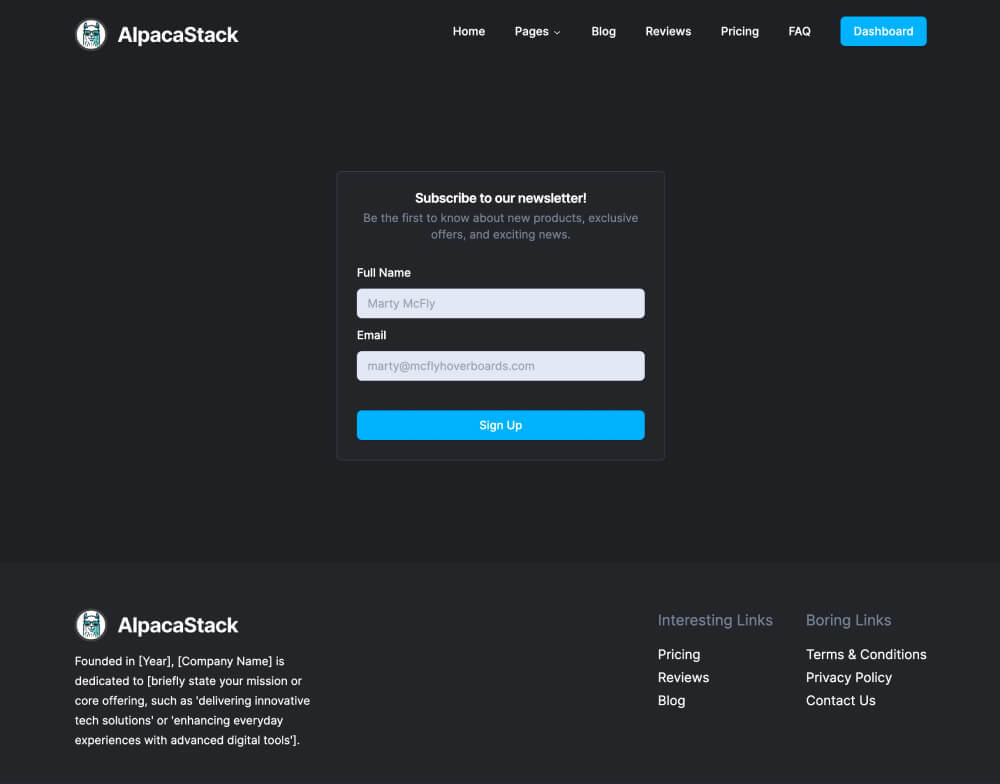 AlpacaStack
Home
Pages
Blog
Reviews
Pricing
FAQ
Dashboard
Subscribe to our newsletter!
Be the first to know about new products, exclusive
offers, and exciting news.
Full Name
Marty McFly
Email
marty@mcflyhoverboards.com
Sign Up
AlpacaStack
Founded in [Year], [Company Name] is
dedicated to [briefly state your mission or
core offering, such as 'delivering innovative
tech solutions' or 'enhancing everyday
experiences with advanced digital tools'].
Interesting Links
Pricing
Reviews
Blog
Boring Links
Terms & Conditions
Privacy Policy
Contact Us